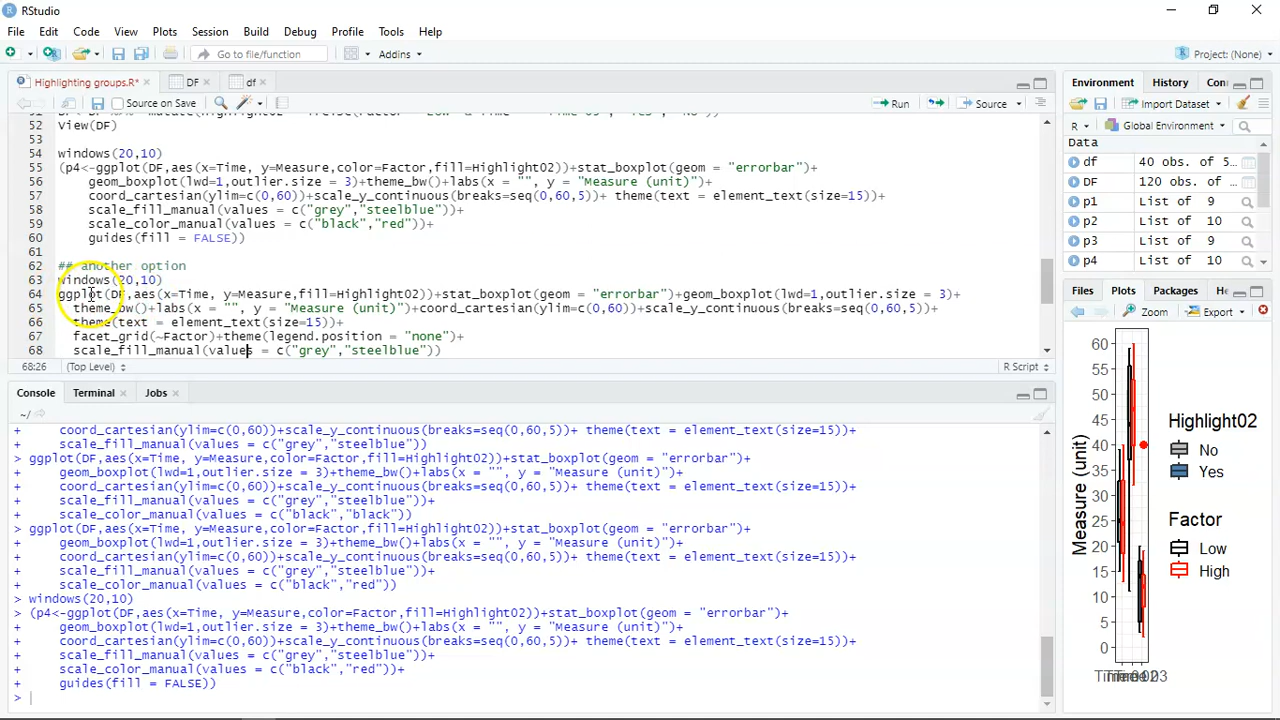 RStudio
File Edit Code View Plots Session Build Debug Profile Tools Help
Go to file/function
Addins
Project: (None)
Highlighting groups.R*
DF
df
Source on Save
Run
Source
52 View(DF)
53
54 windows(20,10)
55 (p4<-ggplot(DF,aes(x=Time, y=Measure,color=Factor,fill=Highlight02))+stat_boxplot(geom = "errorbar")+
56 geom_boxplot(lwd=1,outlier.size = 3)+theme_bw()+labs(x = "", y = "Measure (unit)")+
57 coord_cartesian(ylim=c(0,60))+scale_y_continuous(breaks=seq(0,60,5))+ theme(text = element_text(size=15))+
58 scale_fill_manual(values = c("grey","steelblue"))+
59 scale_color_manual(values = c("black","red"))+
60 guides(fill = FALSE))
61
62 ## another option
63 windows(20,10)
64 ggplot(DF,aes(x=Time, y=Measure,fill=Highlight02))+stat_boxplot(geom = "errorbar")+geom_boxplot(lwd=1,outlier.size = 3)+
65 theme_bw()+labs(x = "", y = "Measure (unit)")+coord_cartesian(ylim=c(0,60))+scale_y_continuous(breaks=seq(0,60,5))+
66 theme(text = element_text(size=15))+
67 facet_grid(~Factor)+theme(legend.position = "none")+
68 scale_fill_manual(values = c("grey","steelblue"))
68:26 (Top Level) R Script
Console Terminal Jobs
~/
+ coord_cartesian(ylim=c(0,60))+scale_y_continuous(breaks=seq(0,60,5))+ theme(text = element_text(size=15))+
+ scale_fill_manual(values = c("grey","steelblue"))
> ggplot(DF,aes(x=Time, y=Measure,color=Factor,fill=Highlight02))+stat_boxplot(geom = "errorbar")+
+ geom_boxplot(lwd=1,outlier.size = 3)+theme_bw()+labs(x = "", y = "Measure (unit)")+
+ coord_cartesian(ylim=c(0,60))+scale_y_continuous(breaks=seq(0,60,5))+ theme(text = element_text(size=15))+
+ scale_fill_manual(values = c("grey","steelblue"))+
+ scale_color_manual(values = c("black","black"))
> ggplot(DF,aes(x=Time, y=Measure,color=Factor,fill=Highlight02))+stat_boxplot(geom = "errorbar")+
+ geom_boxplot(lwd=1,outlier.size = 3)+theme_bw()+labs(x = "", y = "Measure (unit)")+
+ coord_cartesian(ylim=c(0,60))+scale_y_continuous(breaks=seq(0,60,5))+ theme(text = element_text(size=15))+
+ scale_fill_manual(values = c("grey","steelblue"))+
+ scale_color_manual(values = c("black","red"))
> windows(20,10)
> (p4<-ggplot(DF,aes(x=Time, y=Measure,color=Factor,fill=Highlight02))+stat_boxplot(geom = "errorbar")+
+ geom_boxplot(lwd=1,outlier.size = 3)+theme_bw()+labs(x = "", y = "Measure (unit)")+
+ coord_cartesian(ylim=c(0,60))+scale_y_continuous(breaks=seq(0,60,5))+ theme(text = element_text(size=15))+
+ scale_fill_manual(values = c("grey","steelblue"))+
+ scale_color_manual(values = c("black","red"))+
+ guides(fill = FALSE))
>
Environment History Con
Import Dataset
R Global Environment
Data
df 40 obs. of 5…
DF 120 obs. of …
p1 List of 9
p2 List of 10
p3 List of 9
p4 List of 10
Files Plots Packages He
Zoom Export
Measure (unit)
60
55
50
45
40
35
30
25
20
15
10
5
0
Highlight02
No
Yes
Factor
Low
High